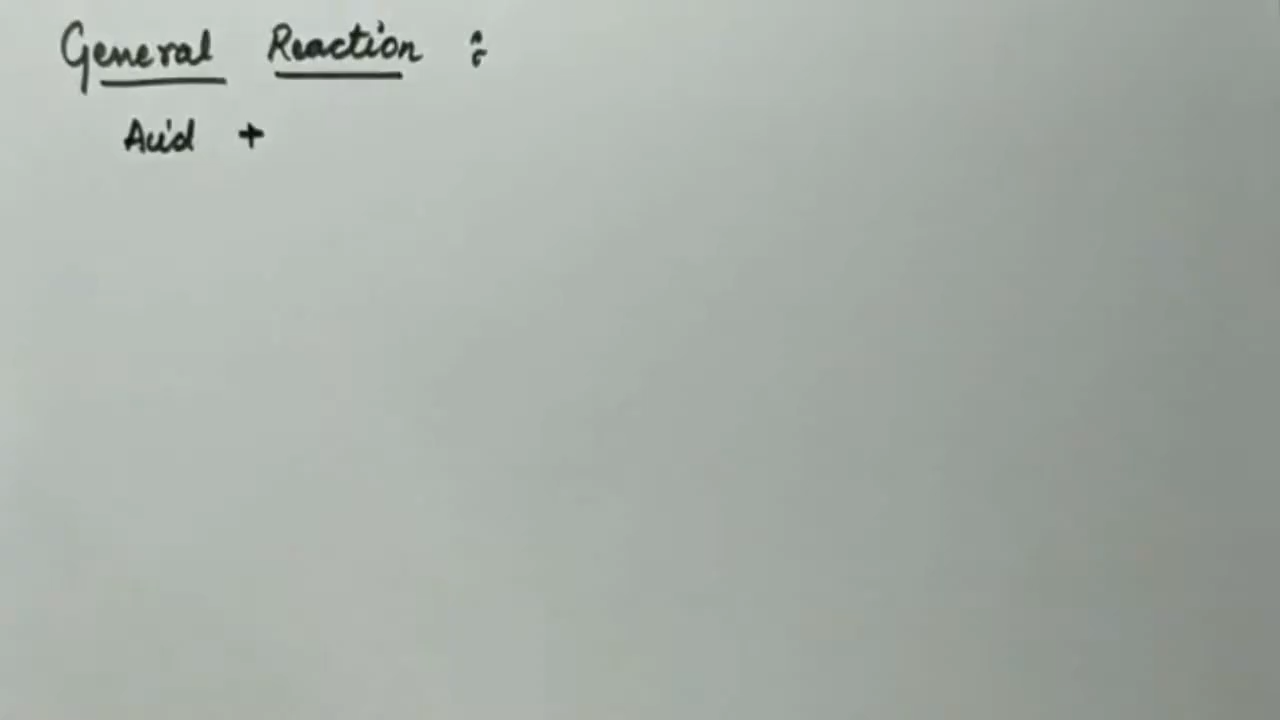 General Reaction :
Acid +